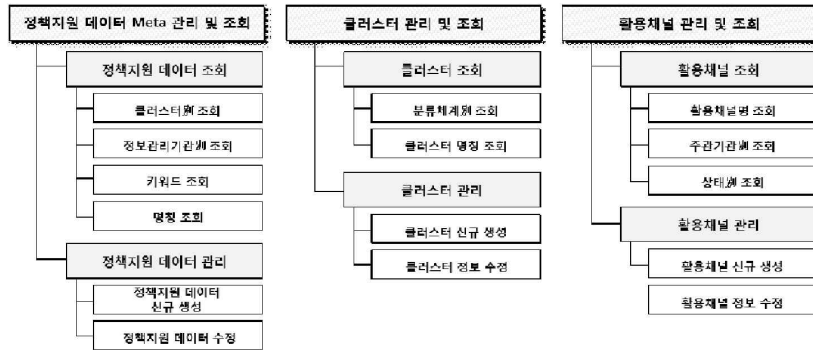 정책지원 데이터 Meta 관리 및 조회
정책지원 데이터 조회
클러스터別 조회
정보관리기관別 조회
키워드 조회
명칭 조회
정책지원 데이터 관리
정책지원 데이터
신규 생성
정책지원 데이터 수정
클러스터 관리 및 조회
클러스터 조회
분류체계別 조회
클러스터 명칭 조회
클러스터 관리
클러스터 신규 생성
클러스터 정보 수정
활용채널 관리 및 조회
활용채널 조회
활용채널명 조회
주관기관別 조회
상태別 조회
활용채널 관리
활용채널 신규 생성
활용채널 정보 수정